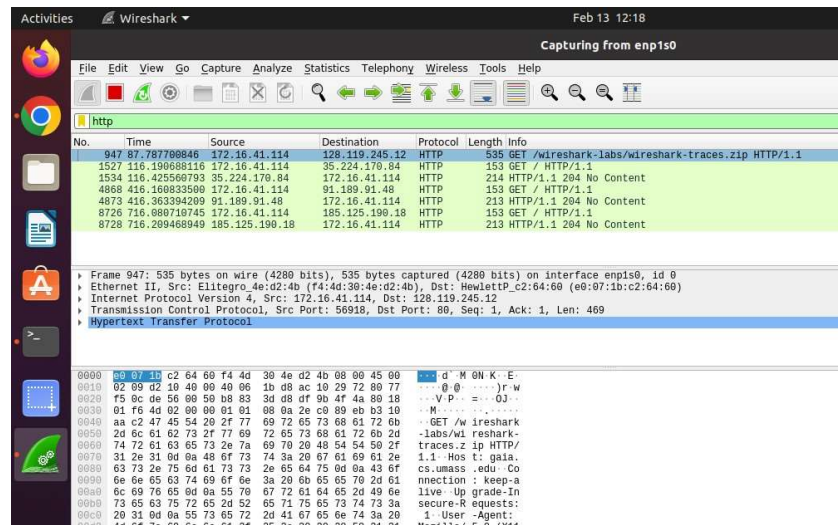 Activities Wireshark Feb 13 12:18
Capturing from enp1s0
File Edit View Go Capture Analyze Statistics Telephony Wireless Tools Help
http
No. Time Source Destination Protocol Length Info
947 87.787700846 172.16.41.114 128.119.245.12 HTTP 535 GET /wireshark-labs/wireshark-traces.zip HTTP/1.1
1527 116.190688116 172.16.41.114 35.224.170.84 HTTP 153 GET / HTTP/1.1
1534 116.425560793 35.224.170.84 172.16.41.114 HTTP 214 HTTP/1.1 204 No Content
4868 416.160833500 172.16.41.114 91.189.91.48 HTTP 153 GET / HTTP/1.1
4873 416.363394209 91.189.91.48 172.16.41.114 HTTP 213 HTTP/1.1 204 No Content
8726 716.080710745 172.16.41.114 185.125.190.18 HTTP 153 GET / HTTP/1.1
8728 716.209468949 185.125.190.18 172.16.41.114 HTTP 213 HTTP/1.1 204 No Content
Frame 947: 535 bytes on wire (4280 bits), 535 bytes captured (4280 bits) on interface enp1s0, id 0
Ethernet II, Src: Elitegro_4e:d2:4b (f4:4d:30:4e:d2:4b), Dst: HewlettP_c2:64:60 (e0:07:1b:c2:64:60)
Internet Protocol Version 4, Src: 172.16.41.114, Dst: 128.119.245.12
Transmission Control Protocol, Src Port: 56918, Dst Port: 80, Seq: 1, Ack: 1, Len: 469
Hypertext Transfer Protocol
0000 e0 07 1b c2 64 60 f4 4d 30 4e d2 4b 08 00 45 00 ····d`·M 0N·K··E·
0010 02 09 d2 10 40 00 40 06 1b d8 ac 10 29 72 80 77 ····@·@· ····)r·w
0020 f5 0c de 56 00 50 b8 83 3d d8 df 9b 4f 4a 80 18 ···V·P·· =···OJ··
0030 01 f6 4d 02 00 00 01 01 08 0a 2e c0 89 eb b3 10 ··M····· ··.·····
0040 aa c2 47 45 54 20 2f 77 69 72 65 73 68 61 72 6b ··GET /w ireshark
0050 2d 6c 61 62 73 2f 77 69 72 65 73 68 61 72 6b 2d -labs/wi reshark-
0060 74 72 61 63 65 73 2e 7a 69 70 20 48 54 54 50 2f traces.z ip HTTP/
0070 31 2e 31 0d 0a 48 6f 73 74 3a 20 67 61 69 61 2e 1.1··Hos t: gaia.
0080 63 73 2e 75 6d 61 73 73 2e 65 64 75 0d 0a 43 6f cs.umass .edu··Co
0090 6e 6e 65 63 74 69 6f 6e 3a 20 6b 65 65 70 2d 61 nnection : keep-a
00a0 6c 69 76 65 0d 0a 55 70 67 72 61 64 65 2d 49 6e live··Up grade-In
00b0 73 65 63 75 72 65 2d 52 65 71 75 65 73 74 73 3a secure-R equests:
00c0 20 31 0d 0a 55 73 65 72 2d 41 67 65 6e 74 3a 20 1··User -Agent: